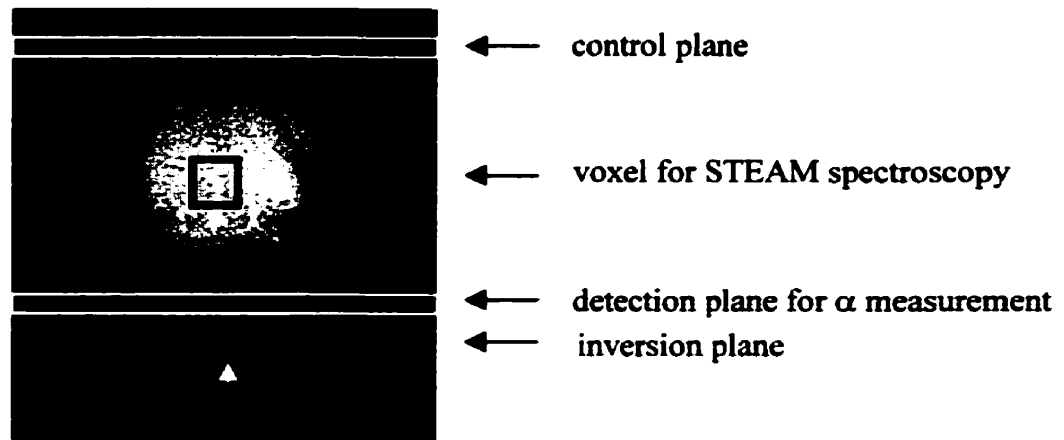 control plane
voxel for STEAM spectroscopy
detection plane for α measurement
inversion plane